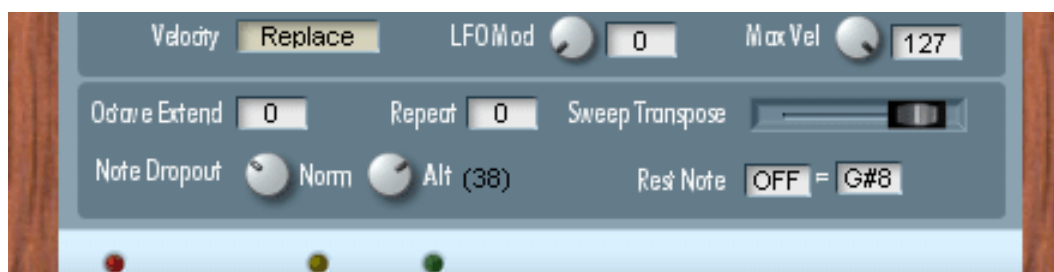 Velocity Replace LFO Mod 0 Max Vel 127
Octave Extend 0 Repeat 0 Sweep Transpose
Note Dropout Norm Alt (38) Rest Note OFF = G#8